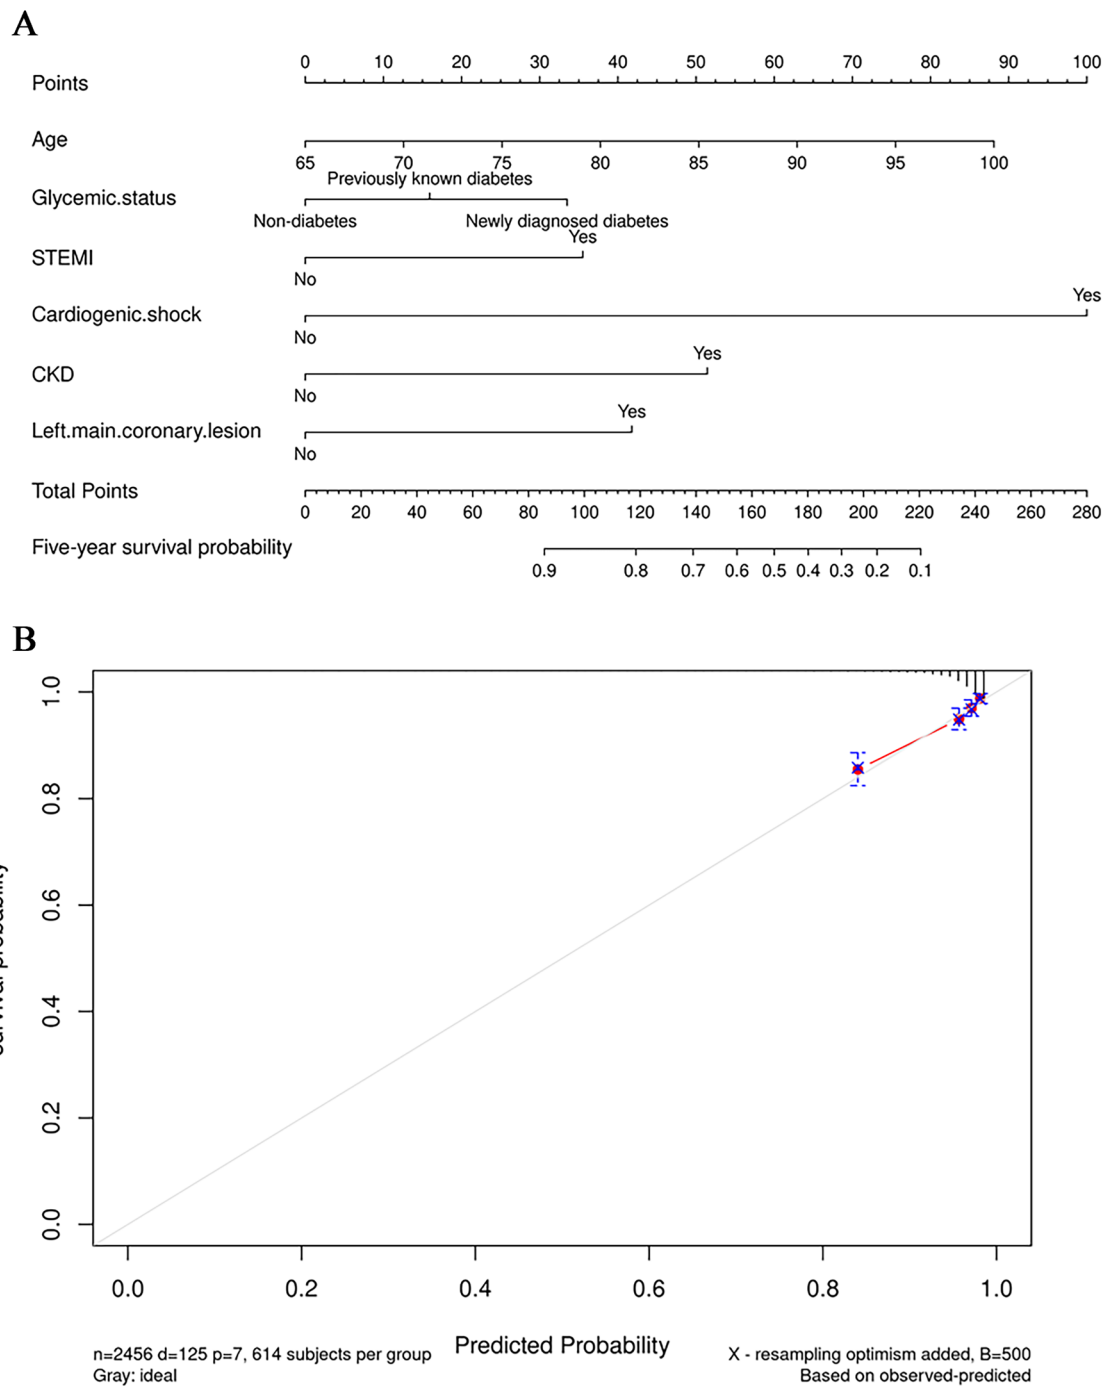 A
0 10 20 30 40 50 60 70 80 90 100
Points
Age
65 70 75 80 85 90 95 100
Previously known diabetes
Glycemic.status
Non-diabetes Newly diagnosed diabetes
Yes
STEMI
No
Yes
Cardiogenic.shock
No
Yes
CKD
No
Yes
Left.main.coronary.lesion
No
Total Points
0 20 40 60 80 100 120 140 160 180 200 220 240 260 280
Five-year survival probability
0.9 0.8 0.7 0.6 0.5 0.4 0.3 0.2 0.1
B
1.0
0.8
0.6
0.4
0.2
0.0
0.0 0.2 0.4 0.6 0.8 1.0
Predicted Probability
n=2456 d=125 p=7, 614 subjects per group
Gray: ideal
X - resampling optimism added, B=500
Based on observed-predicted